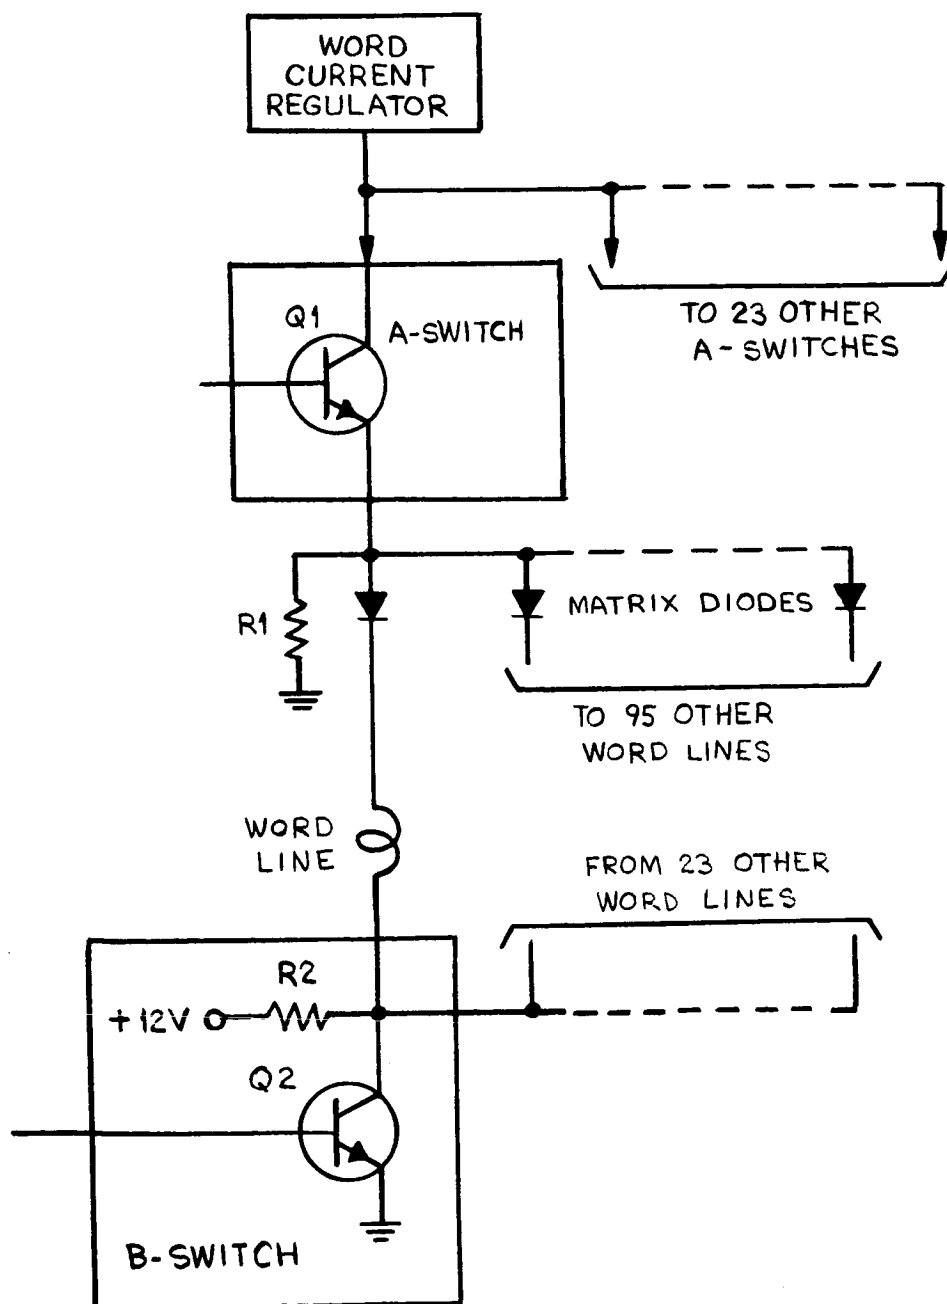 WORD
CURRENT
REGULATOR
TO 23 OTHER
A-SWITCHES
Q1
A-SWITCH
R1
MATRIX DIODES
TO 95 OTHER
WORD LINES
WORD
LINE
FROM 23 OTHER
WORD LINES
R2
+12V
Q2
B-SWITCH